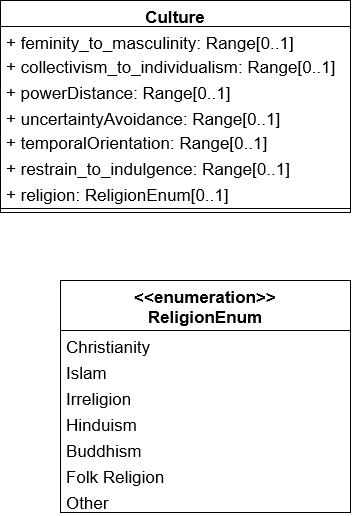 Culture
+ feminity_to_masculinity: Range[0..1]
+ collectivism_to_individualism: Range[0..1]
+ powerDistance: Range[0..1]
+ uncertaintyAvoidance: Range[0..1]
+ temporalOrientation: Range[0..1]
+ restrain_to_indulgence: Range[0..1]
+ religion: ReligionEnum[0..1]
<<enumeration>>
ReligionEnum
Christianity
Islam
Irreligion
Hinduism
Buddhism
Folk Religion
Other